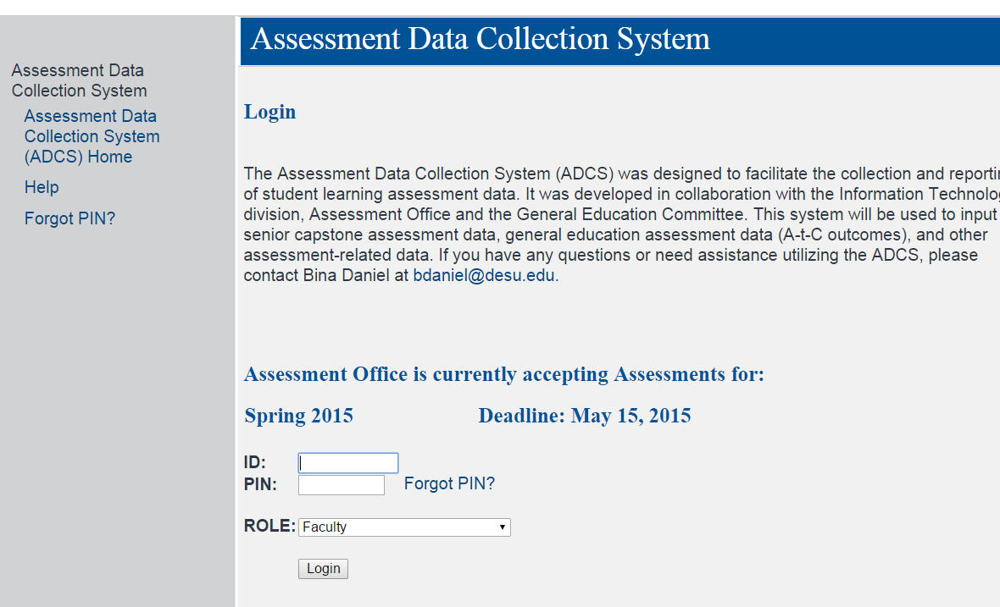 Assessment Data Collection System
Assessment Data
Collection System
Assessment Data
Collection System
(ADCS) Home
Help
Forgot PIN?
Login
The Assessment Data Collection System (ADCS) was designed to facilitate the collection and
of student learning assessment data. It was developed in collaboration with the Information
division, Assessment Office and the General Education Committee. This system will be used to input
senior capstone assessment data, general education assessment data (A-t-C outcomes), and other
assessment-related data. If you have any questions or need assistance utilizing the ADCS, please
contact Bina Daniel at bdaniel@desu.edu.
Assessment Office is currently accepting Assessments for:
Spring 2015 Deadline: May 15, 2015
ID:
PIN: Forgot PIN?
ROLE: Faculty
Login